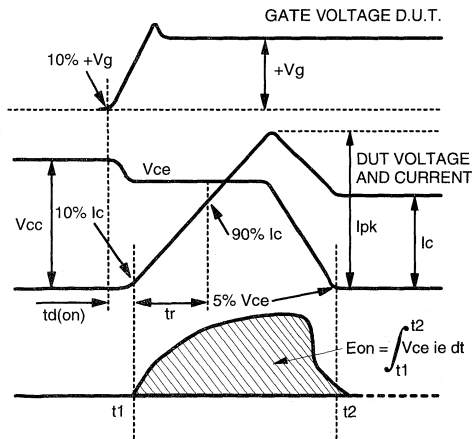 GATE VOLTAGE D.U.T.
10% +Vg
+Vg
Vce
DUT VOLTAGE
AND CURRENT
Vcc
10% Ic
90% Ic
Ipk
Ic
td(on)
tr
5% Vce
Eon = ∫ Vce ie dt
t2
t1
t1
t2